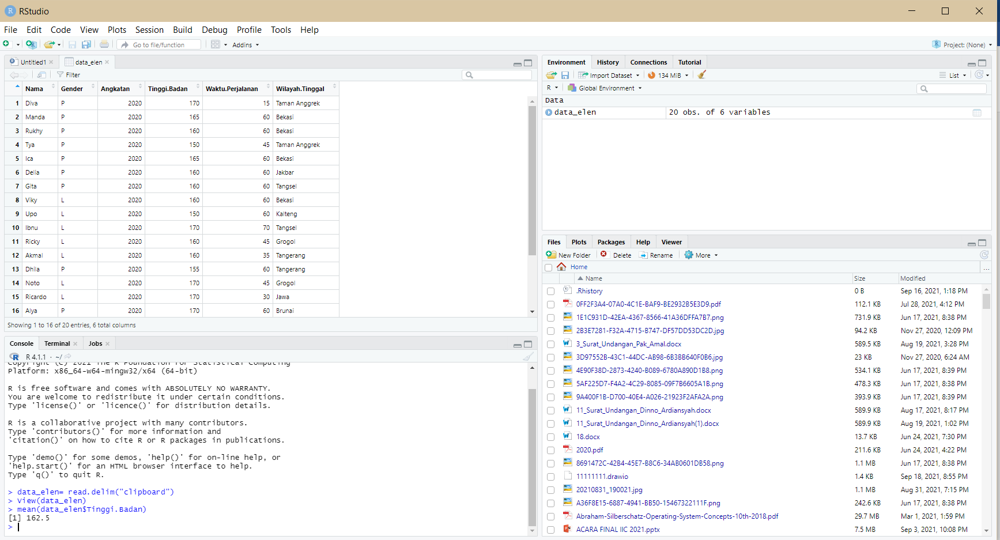 RStudio
File Edit Code View Plots Session Build Debug Profile Tools Help
Go to file/function Addins Project: (None)
Untitled1 data_elen
Filter
Nama Gender Angkatan Tinggi.Badan Waktu.Perjalanan Wilayah.Tinggal
1 Diva P 2020 170 15 Taman Anggrek
2 Manda P 2020 165 60 Bekasi
3 Rukhy P 2020 160 60 Bekasi
4 Tya P 2020 150 45 Taman Anggrek
5 Ica P 2020 165 60 Bekasi
6 Delia P 2020 160 60 Jakbar
7 Gita P 2020 160 60 Tangsel
8 Viky L 2020 160 60 Bekasi
9 Upo L 2020 150 60 Kalteng
10 Ibnu L 2020 170 70 Tangsel
11 Ricky L 2020 160 45 Grogol
12 Akmal L 2020 160 35 Tangerang
13 Dhila P 2020 155 60 Tangerang
14 Noto L 2020 170 45 Grogol
15 Ricardo L 2020 170 30 Jawa
16 Alya P 2020 170 60 Brunai
Showing 1 to 16 of 20 entries, 6 total columns
Console Terminal Jobs
R 4.1.1 · ~/
Copyright (C) 2021 The R Foundation for Statistical Computing
Platform: x86_64-w64-mingw32/x64 (64-bit)
R is free software and comes with ABSOLUTELY NO WARRANTY.
You are welcome to redistribute it under certain conditions.
Type 'license()' or 'licence()' for distribution details.
R is a collaborative project with many contributors.
Type 'contributors()' for more information and
'citation()' on how to cite R or R packages in publications.
Type 'demo()' for some demos, 'help()' for on-line help, or
'help.start()' for an HTML browser interface to help.
Type 'q()' to quit R.
> data_elen= read.delim("clipboard")
> View(data_elen)
> mean(data_elen$Tinggi.Badan)
[1] 162.5
>
Environment History Connections Tutorial
Import Dataset 134 MiB List
R Global Environment
Data
data_elen 20 obs. of 6 variables
Files Plots Packages Help Viewer
New Folder Delete Rename More
Home ...
Name Size Modified
.Rhistory 0 B Sep 16, 2021, 1:18 PM
0FF2F3A4-07A0-4C1E-BAF9-BE2932B5E3D9.pdf 112.1 KB Jul 28, 2021, 4:12 PM
1E1C931D-42EA-4367-8566-41A36DFFA7B7.png 731.9 KB Jun 17, 2021, 8:38 PM
2B3E7281-F32A-4715-B747-DF57DD53DC2D.jpg 94.2 KB Nov 27, 2020, 12:09 PM
3_Surat_Undangan_Pak_Amal.docx 589.5 KB Aug 19, 2021, 3:28 PM
3D97552B-43C1-44DC-AB98-6B3BB640F0B6.jpg 23 KB Nov 27, 2020, 6:24 AM
4E90F38D-2873-4240-B089-6780A890D1B8.png 534.1 KB Jun 17, 2021, 8:39 PM
5AF225D7-F4A2-4C29-8085-09F7B6605A1B.png 478.3 KB Jun 17, 2021, 8:38 PM
9A400F1B-D700-40E4-A026-21923F2AFA2A.png 393.9 KB Jun 17, 2021, 8:39 PM
11_Surat_Undangan_Dinno_Ardiansyah.docx 589.9 KB Aug 17, 2021, 8:17 PM
11_Surat_Undangan_Dinno_Ardiansyah(1).docx 589.9 KB Aug 19, 2021, 1:02 PM
18.docx 13.7 KB Jun 24, 2021, 7:30 PM
2020.pdf 211.6 KB Jun 24, 2021, 4:22 PM
8691472C-42B4-45E7-B8C6-34AB0601DB58.png 1.1 MB Jun 17, 2021, 8:38 PM
11111111.drawio 1.4 KB Sep 18, 2021, 8:55 PM
20210831_190021.jpg 1.1 MB Aug 31, 2021, 7:15 PM
A36F8E15-6887-4941-BB50-15467322111F.png 242.6 KB Jun 17, 2021, 8:38 PM
Abraham-Silberschatz-Operating-System-Concepts-10th-2018.pdf 29.7 MB Mar 1, 2021, 1:59 PM
ACARA FINAL IIC 2021.pptx 7.5 MB Sep 3, 2021, 10:08 PM